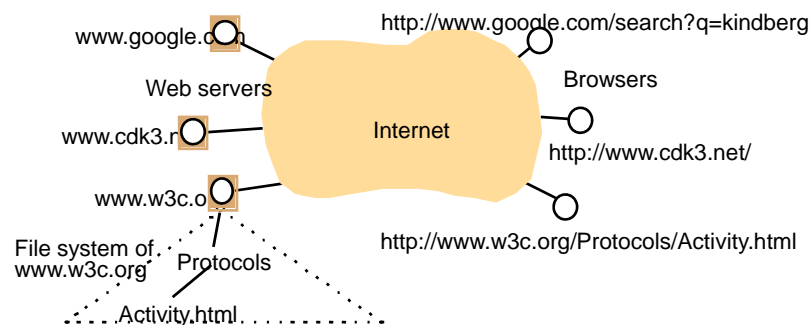 http://www.google.com/search?q=kindberg
www.google.com
Web servers
Browsers
Internet
www.cdk3.n
http://www.cdk3.net/
www.w3c.o
http://www.w3c.org/Protocols/Activity.html
File system of
www.w3c.org
Protocols
Activity.html